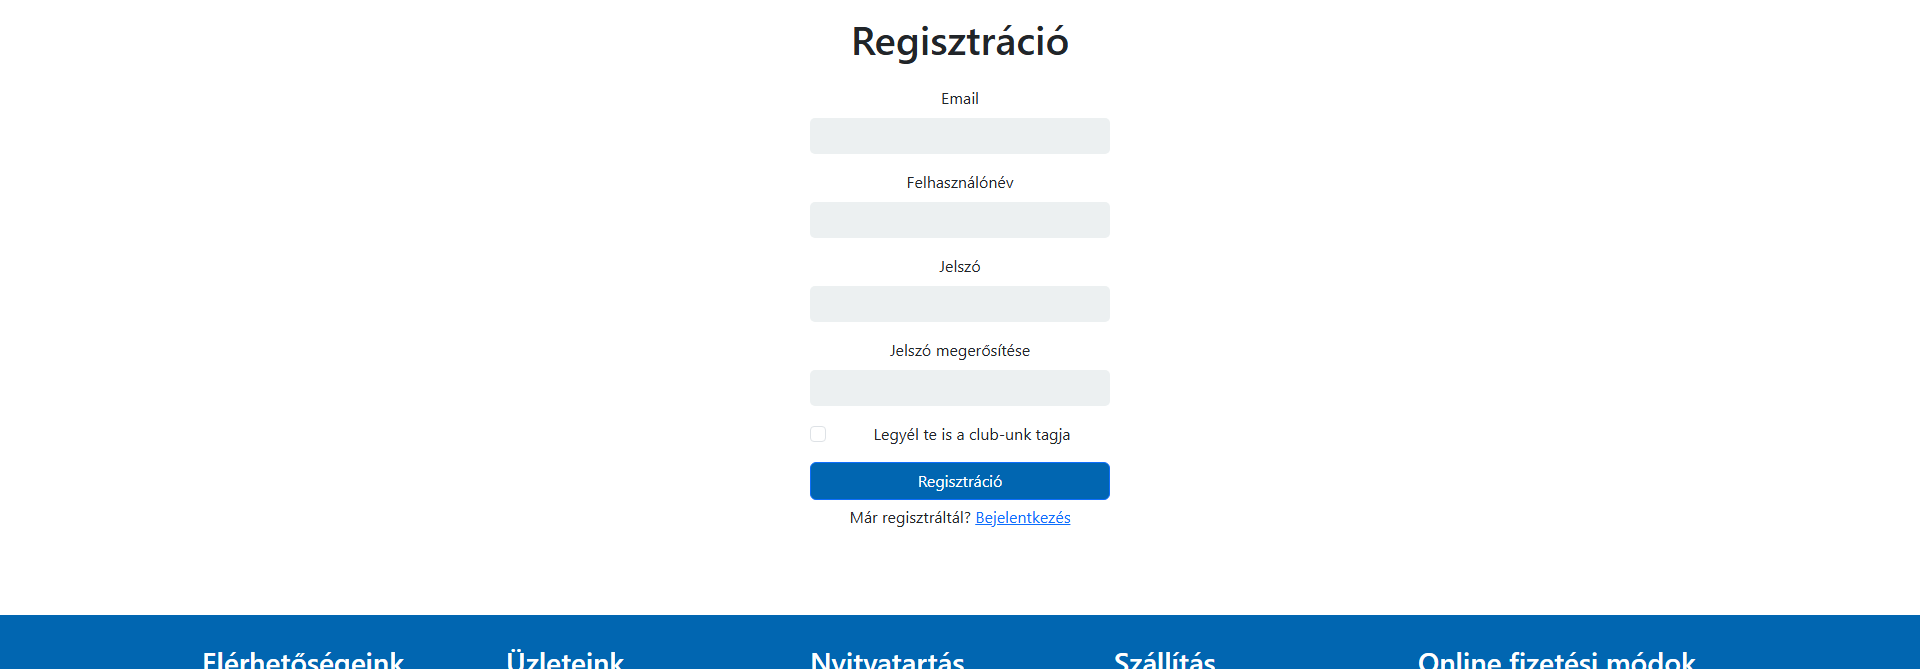 Regisztráció
Email
Felhasználónév
Jelszó
Jelszó megerősítése
Legyél te is a club-unk tagja
Regisztráció
Már regisztráltál? Bejelentkezés
Elérhetőségeink Üzleteink Nyitvatartás Szállítás Online fizetési módok